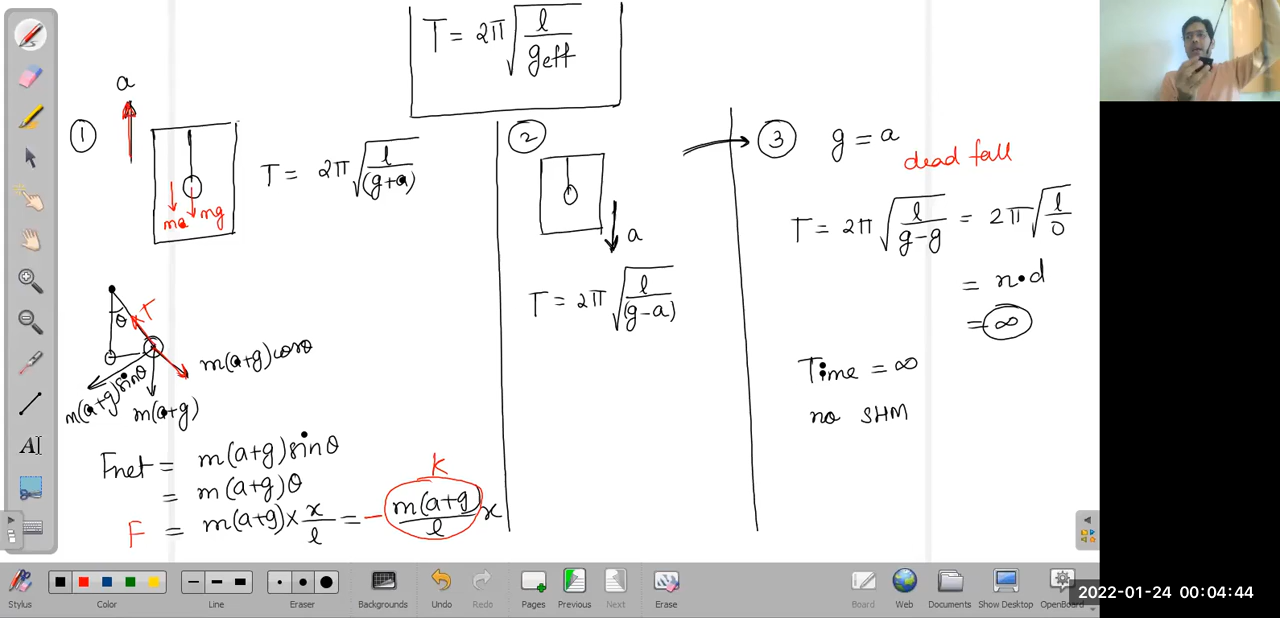 T = 2π√(l/geff)
a
①
ma
mg
T = 2π√(l/(g+a))
θ
T
m(a+g)cosθ
m(a+g)sinθ
m(a+g)
Fnet = m(a+g)sinθ
= m(a+g)θ
K
F = m(a+g)×x/l = -m(a+g)/l x
②
a
T = 2π√(l/(g-a))
③ g = a
dead fall
T = 2π√(l/(g-g)) = 2π√(l/0)
= n·d
= ∞
Time = ∞
no SHM
Stylus
Color
Line
Eraser
Backgrounds
Undo
Redo
Pages
Previous
Next
Erase
Board
Web
Documents
Show Desktop
OpenBoard
2022-01-24 00:04:44